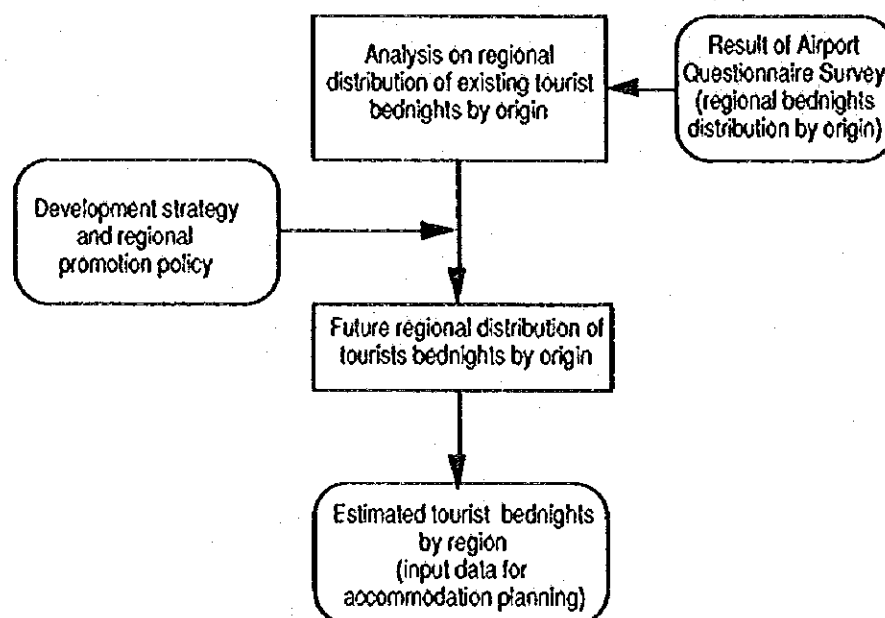 Analysis on regional
distribution of existing tourist
bednights by origin
Result of Airport
Questionnaire Survey
(regional bednights
distribution by origin)
Development strategy
and regional
promotion policy
Future regional distribution of
tourists bednights by origin
Estimated tourist bednights
by region
(input data for
accommodation planning)